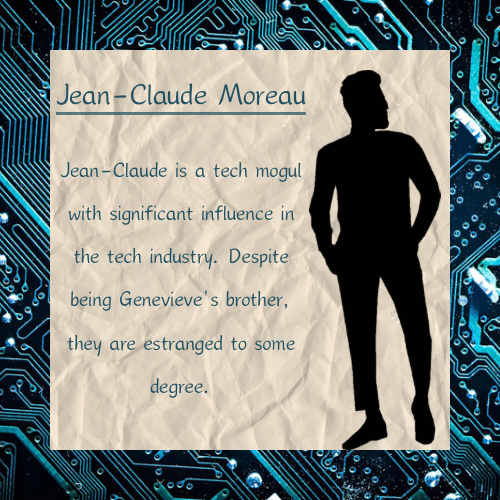 Jean-Claude Moreau
Jean-Claude is a tech mogul
with significant influence in
the tech industry. Despite
being Genevieve's brother,
they are estranged to some
degree.